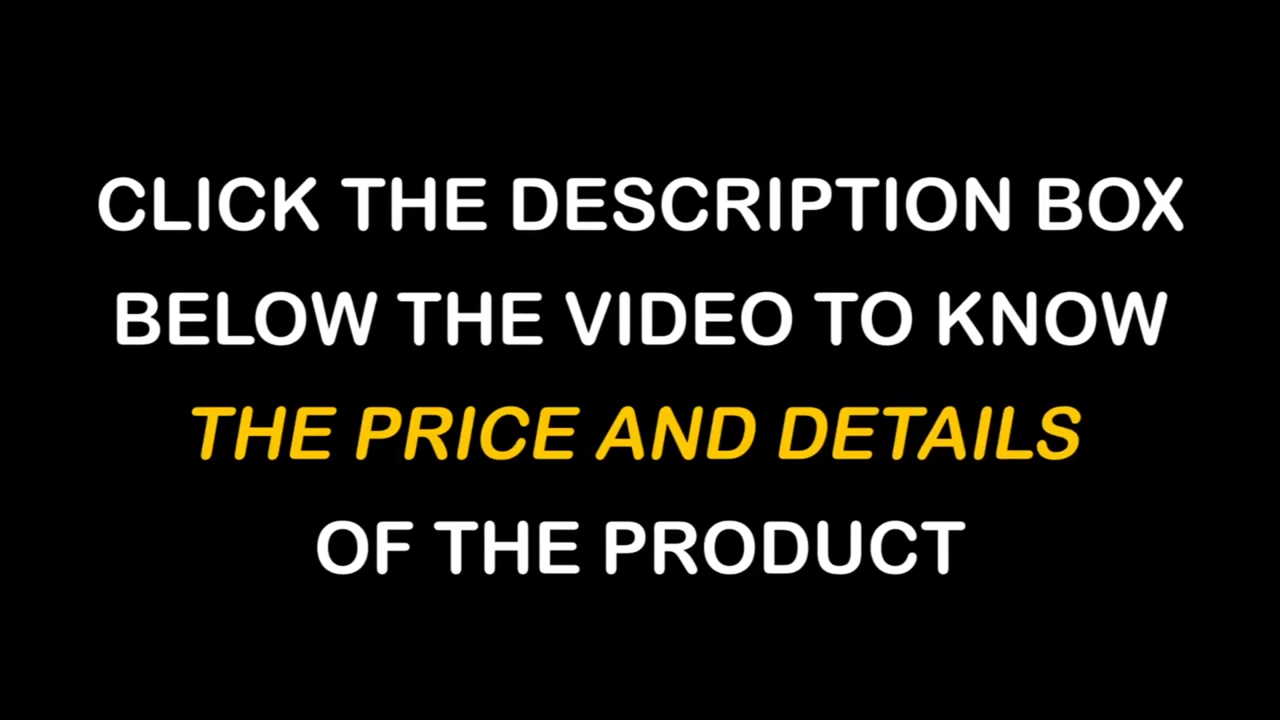 CLICK THE DESCRIPTION BOX
BELOW THE VIDEO TO KNOW
THE PRICE AND DETAILS
OF THE PRODUCT